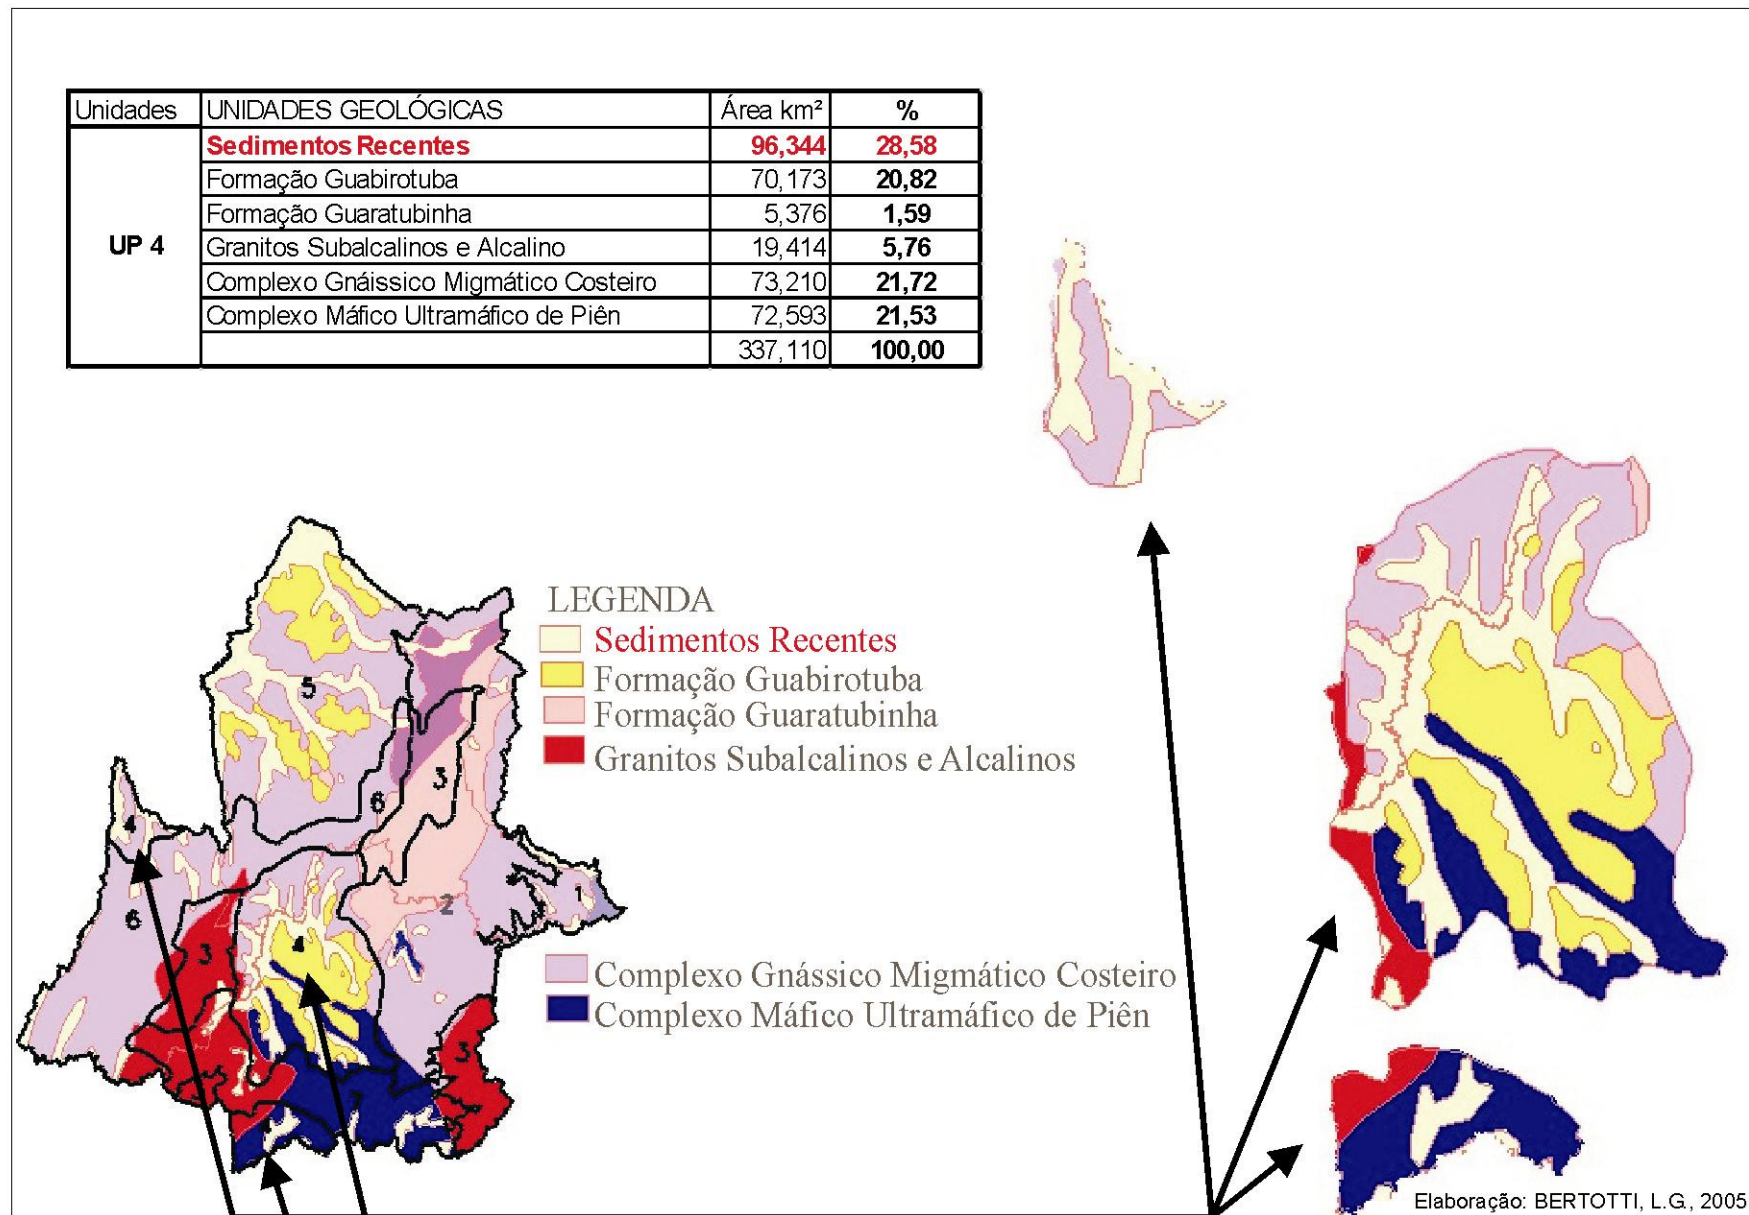 Unidades UNIDADES GEOLÓGICAS Área km² %
Sedimentos Recentes 96,344 28,58
Formação Guabirotuba 70,173 20,82
Formação Guaratubinha 5,376 1,59
UP 4 Granitos Subalcalinos e Alcalino 19,414 5,76
Complexo Gnáissico Migmático Costeiro 73,210 21,72
Complexo Máfico Ultramáfico de Piên 72,593 21,53
337,110 100,00
LEGENDA
Sedimentos Recentes
Formação Guabirotuba
Formação Guaratubinha
Granitos Subalcalinos e Alcalinos
5
3
6
4
1
2
6
3
4
3
7
Complexo Gnássico Migmático Costeiro
Complexo Máfico Ultramáfico de Piên
Elaboração: BERTOTTI, L.G., 2005